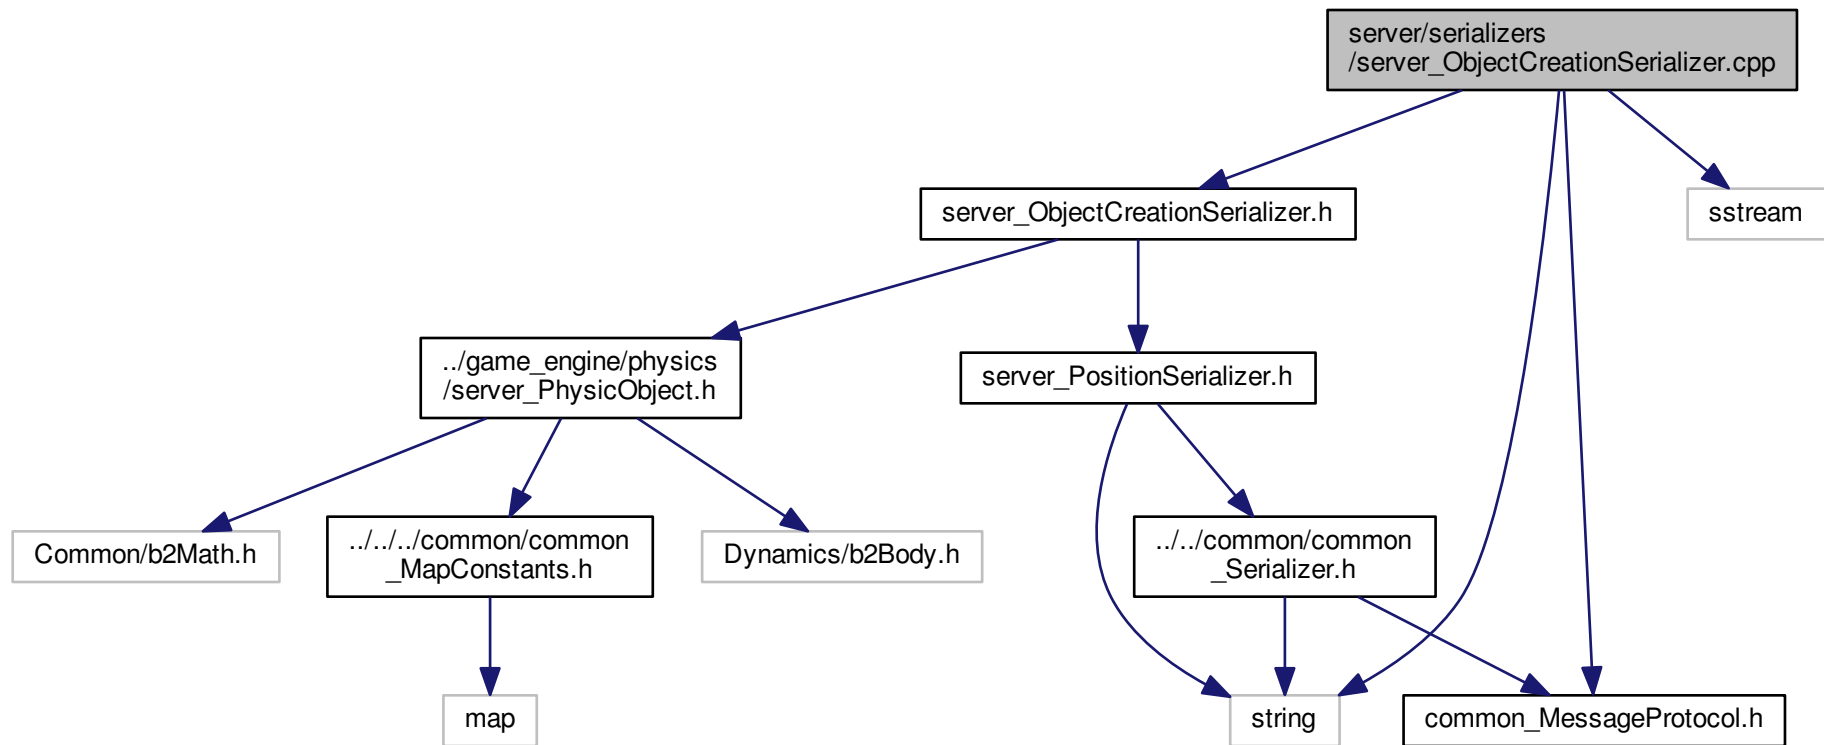 server/serializers
/server_ObjectCreationSerializer.cpp
server_ObjectCreationSerializer.h
sstream
../game_engine/physics
/server_PhysicObject.h
server_PositionSerializer.h
Common/b2Math.h
../../../common/common
_MapConstants.h
Dynamics/b2Body.h
../../common/common
_Serializer.h
map
string
common_MessageProtocol.h